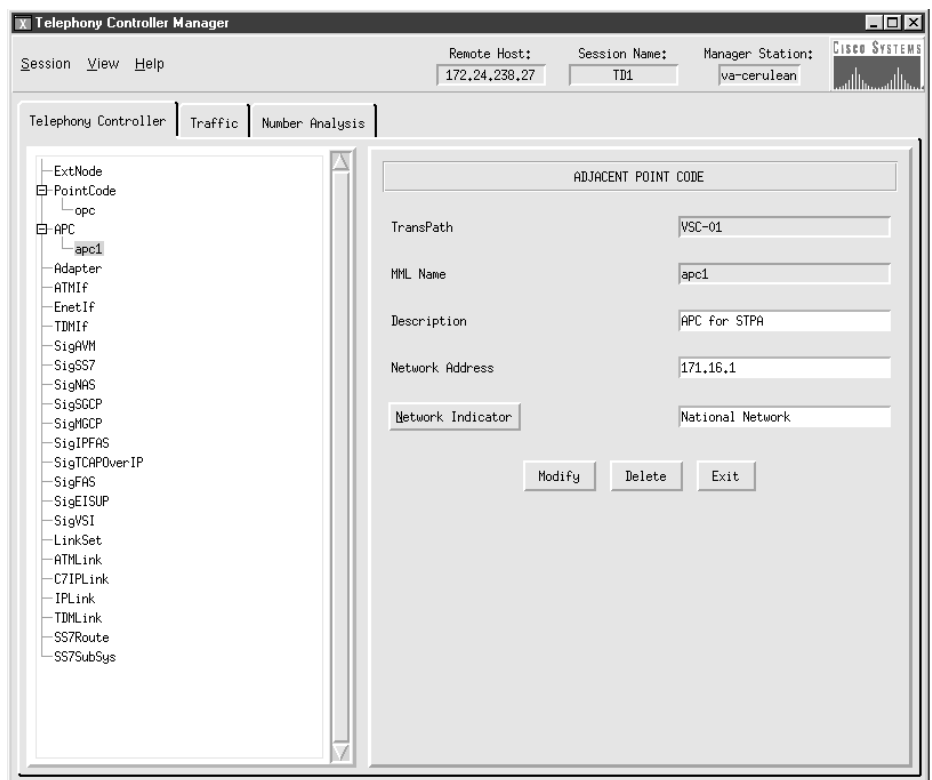 X Telephony Controller Manager
Session View Help
Remote Host: Session Name: Manager Station:
172.24.238.27 TD1 va-cerulean
CISCO SYSTEMS
Telephony Controller Traffic Number Analysis
ExtNode
PointCode
opc
APC
apc1
Adapter
ATMIf
EnetIf
TDMIf
SigAVM
SigSS7
SigNAS
SigSGCP
SigMGCP
SigIPFAS
SigTCAPOverIP
SigFAS
SigEISUP
SigVSI
LinkSet
ATMLink
C7IPLink
IPLink
TDMLink
SS7Route
SS7SubSys
ADJACENT POINT CODE
TransPath VSC-01
MML Name apc1
Description APC for STPA
Network Address 171.16.1
Network Indicator National Network
Modify Delete Exit